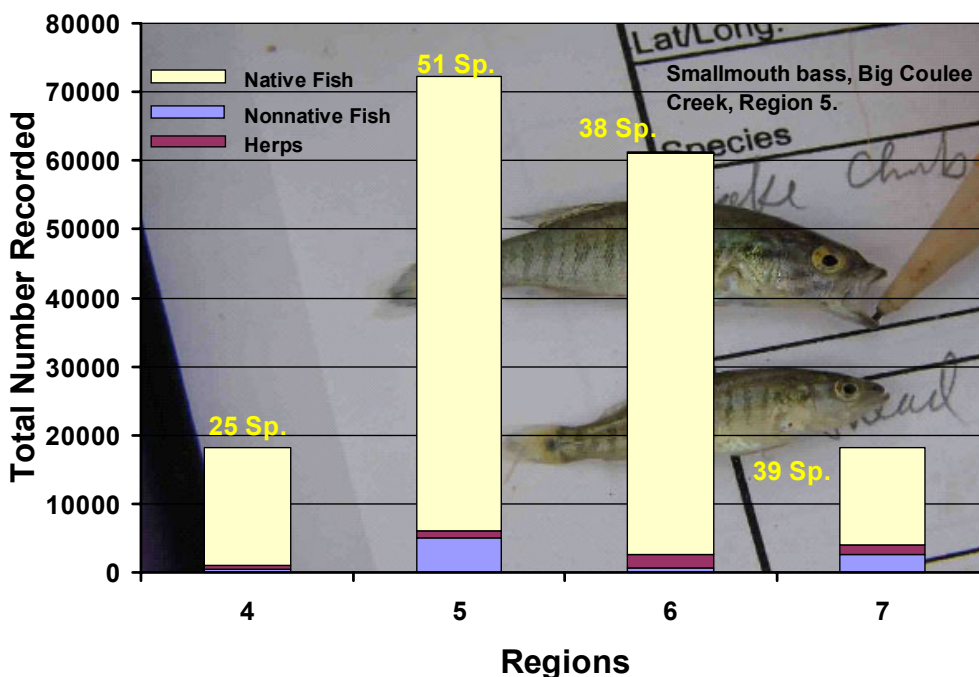 80000
70000
60000
50000
40000
30000
20000
10000
0
Total Number Recorded
Native Fish
Nonnative Fish
Herps
51 Sp.
38 Sp.
25 Sp.
39 Sp.
Lat/Long.
Smallmouth bass, Big Coulee
Creek, Region 5.
Species
Chub
4 5 6 7
Regions